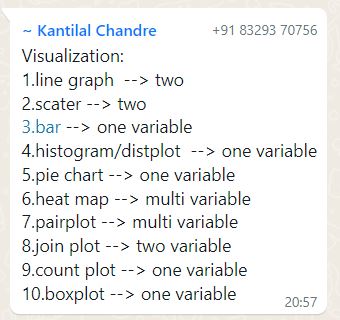 ~ Kantilal Chandre +91 83293 70756
Visualization:
1.line graph --> two
2.scater --> two
3.bar --> one variable
4.histogram/distplot --> one variable
5.pie chart --> one variable
6.heat map --> multi variable
7.pairplot --> multi variable
8.join plot --> two variable
9.count plot --> one variable
10.boxplot --> one variable
20:57